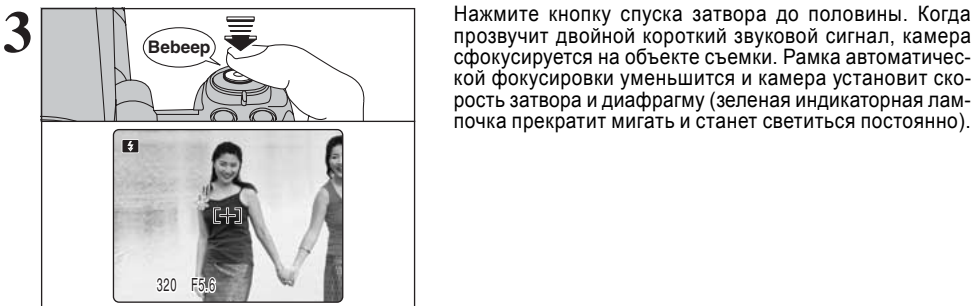 3
Bebeep
320 F5.6
Нажмите кнопку спуска затвора до половины. Когда
прозвучит двойной короткий звуковой сигнал, камера
сфокусируется на объекте съемки. Рамка автоматичес-
кой фокусировки уменьшится и камера установит ско-
рость затвора и диафрагму (зеленая индикаторная лам-
почка прекратит мигать и станет светиться постоянно).